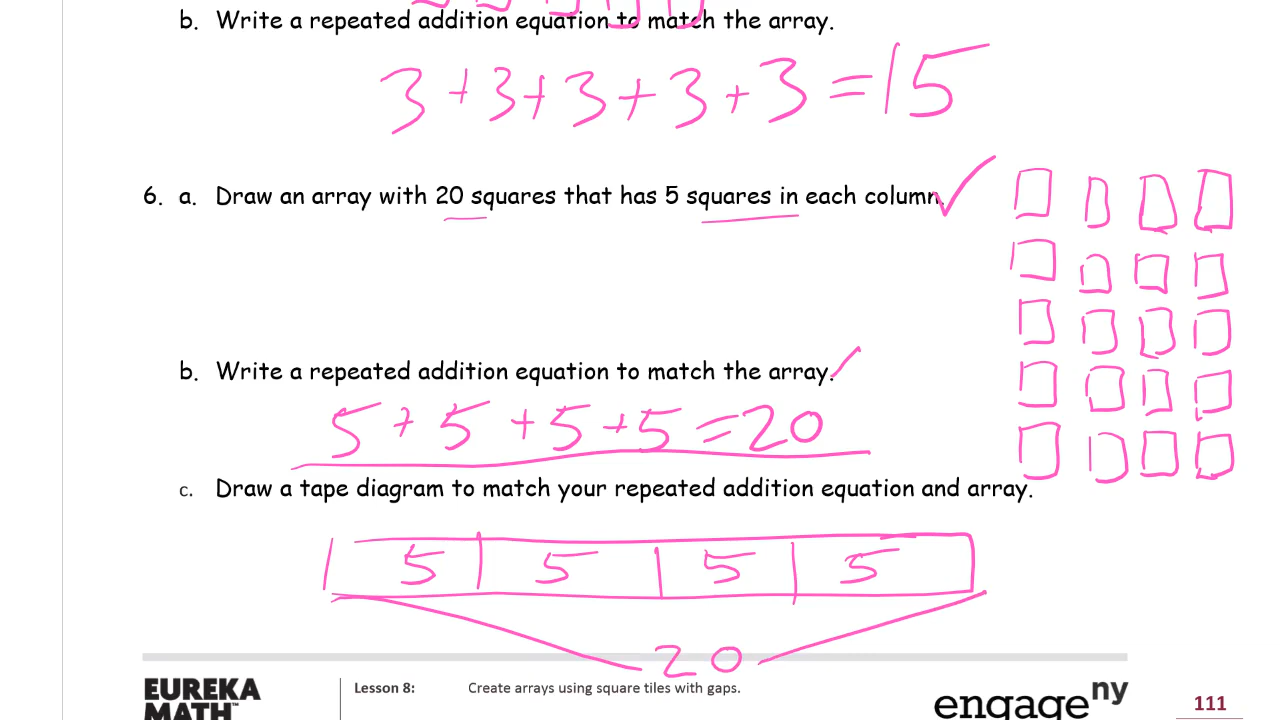 b. Write a repeated addition equation to match the array.
3 + 3 + 3 + 3 + 3 = 15
6. a. Draw an array with 20 squares that has 5 squares in each column.
b. Write a repeated addition equation to match the array.
5 + 5 + 5 + 5 = 20
c. Draw a tape diagram to match your repeated addition equation and array.
5 5 5 5
20
EUREKA MATH™
Lesson 8: Create arrays using square tiles with gaps.
engage ny
111